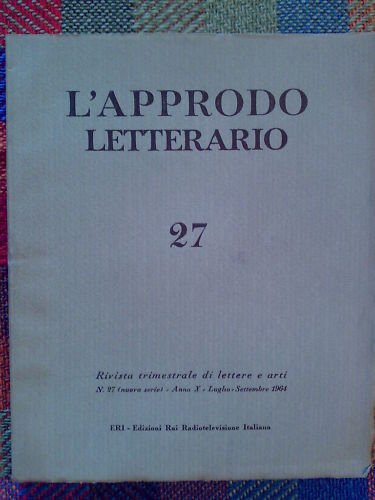 L'APPRODO
LETTERARIO
27
Rivista trimestrale di lettere e arti
N. 27 (nuova serie) - Anno X - Luglio-Settembre 1964
ERI - Edizioni Rai Radiotelevisione Italiana